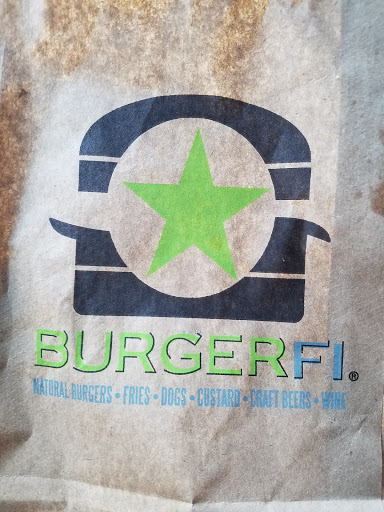 BURGERFI®
NATURAL BURGERS • FRIES • DOGS • CUSTARD • CRAFT BEERS • WINE